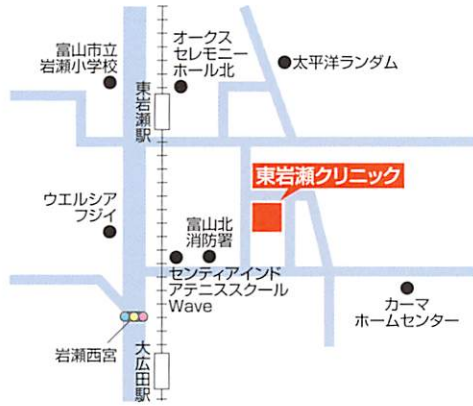 富山市立
岩瀬小学校
オークス
セレモニー
ホール北
太平洋ランダム
東岩瀬駅
東岩瀬クリニック
ウエルシア
フジイ
富山北
消防署
センティアインド
アテニススクール
Wave
カーマ
ホームセンター
岩瀬西宮
大広田駅